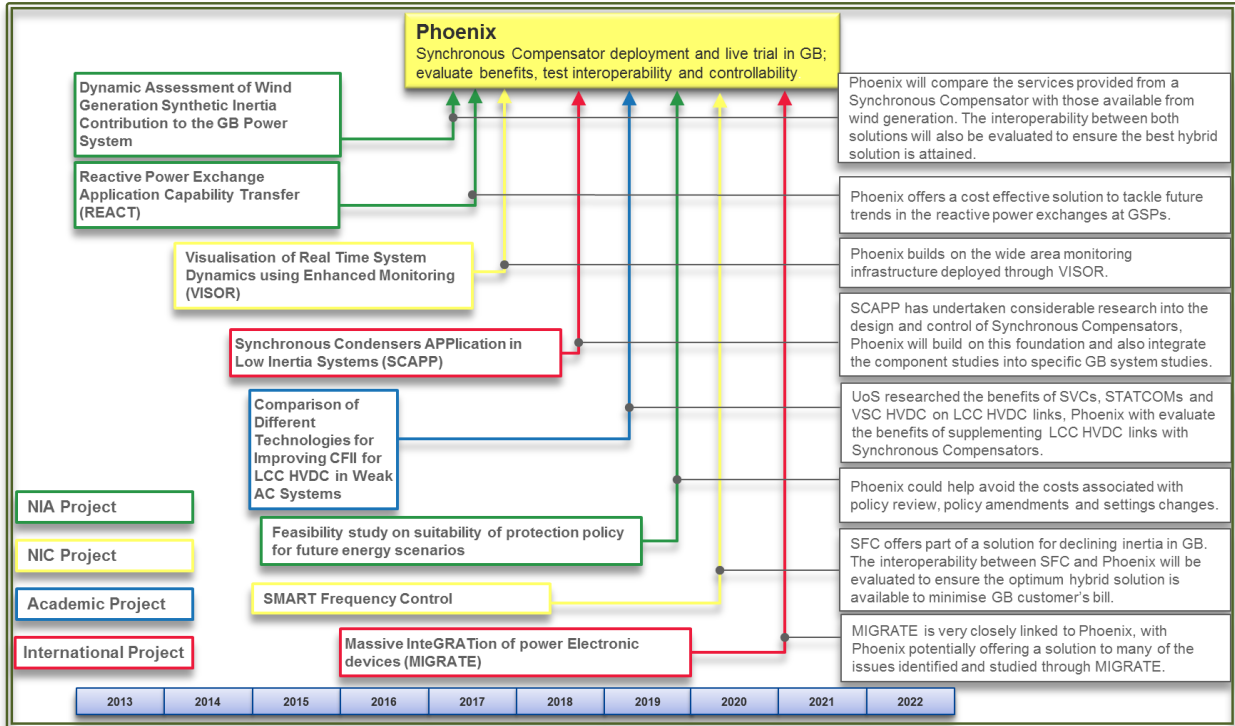 Phoenix
Synchronous Compensator deployment and live trial in GB;
evaluate benefits, test interoperability and controllability
Dynamic Assessment of Wind
Generation Synthetic Inertia
Contribution to the GB Power
System
Reactive Power Exchange
Application Capability Transfer
(REACT)
Visualisation of Real Time System
Dynamics using Enhanced Monitoring
(VISOR)
Synchronous Condensers APPlication in
Low Inertia Systems (SCAPP)
Comparison of
Different
Technologies for
Improving CFII for
LCC HVDC in Weak
AC Systems
Feasibility study on suitability of protection policy
for future energy scenarios
SMART Frequency Control
Massive InteGRATion of power Electronic
devices (MIGRATE)
Phoenix will compare the services provided from a
Synchronous Compensator with those available from
wind generation. The interoperability between both
solutions will also be evaluated to ensure the best hybrid
solution is attained.
Phoenix offers a cost effective solution to tackle future
trends in the reactive power exchanges at GSPs.
Phoenix builds on the wide area monitoring
infrastructure deployed through VISOR.
SCAPP has undertaken considerable research into the
design and control of Synchronous Compensators,
Phoenix will build on this foundation and also integrate
the component studies into specific GB system studies.
UoS researched the benefits of SVCs, STATCOMs and
VSC HVDC on LCC HVDC links, Phoenix with evaluate
the benefits of supplementing LCC HVDC links with
Synchronous Compensators.
Phoenix could help avoid the costs associated with
policy review, policy amendments and settings changes.
SFC offers part of a solution for declining inertia in GB.
The interoperability between SFC and Phoenix will be
evaluated to ensure the optimum hybrid solution is
available to minimise GB customer's bill.
MIGRATE is very closely linked to Phoenix, with
Phoenix potentially offering a solution to many of the
issues identified and studied through MIGRATE.
NIA Project
NIC Project
Academic Project
International Project
2013 2014 2015 2016 2017 2018 2019 2020 2021 2022